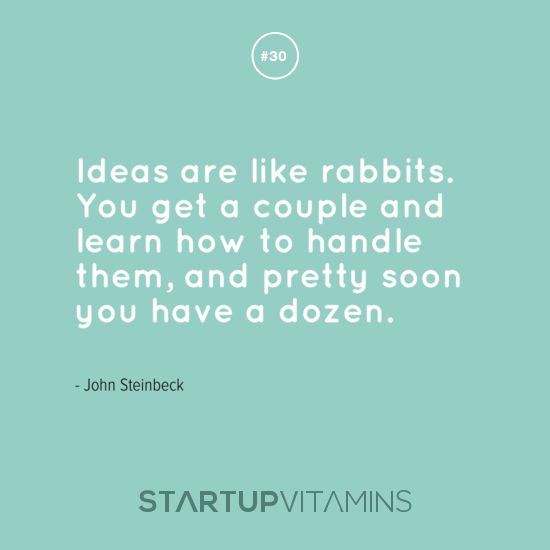 #30
Ideas are like rabbits.
You get a couple and
learn how to handle
them, and pretty soon
you have a dozen.
- John Steinbeck
STARTUPVITAMINS